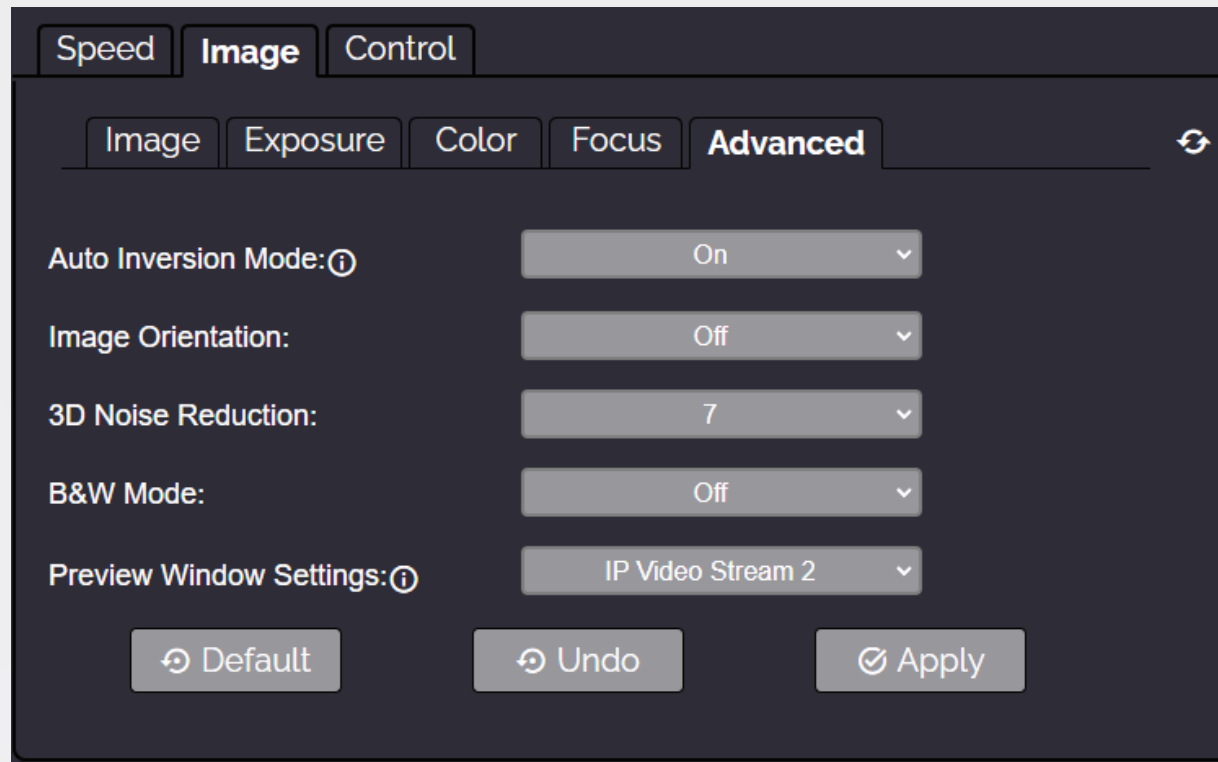 Speed Image Control
Image Exposure Color Focus Advanced
Auto Inversion Mode: On
Image Orientation: Off
3D Noise Reduction: 7
B&W Mode: Off
Preview Window Settings: IP Video Stream 2
Default Undo Apply